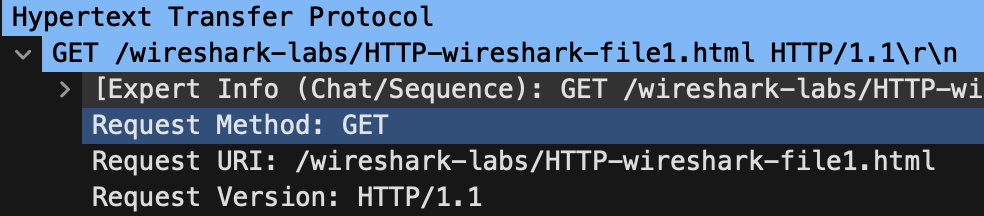 Hypertext Transfer Protocol
GET /wireshark-labs/HTTP-wireshark-file1.html HTTP/1.1\r\n
[Expert Info (Chat/Sequence): GET /wireshark-labs/HTTP-wi
Request Method: GET
Request URI: /wireshark-labs/HTTP-wireshark-file1.html
Request Version: HTTP/1.1